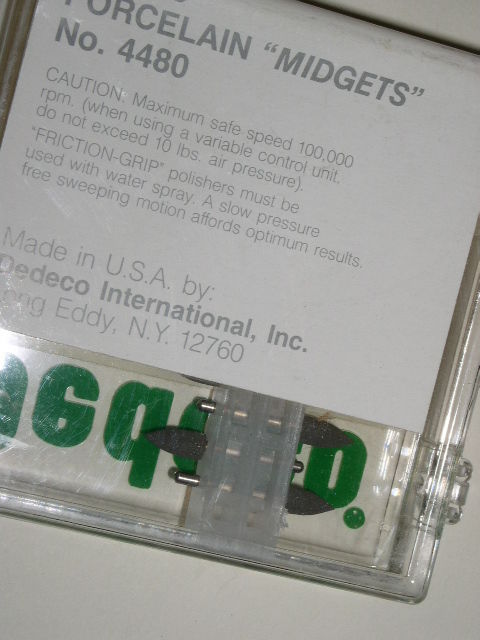 PORCELAIN "MIDGETS"
No. 4480
CAUTION: Maximum safe speed 100,000
rpm. (when using a variable control unit,
do not exceed 10 lbs. air pressure).
"FRICTION-GRIP" polishers must be
used with water spray. A slow pressure
free sweeping motion affords optimum results.
Made in U.S.A. by:
Dedeco International, Inc.
Long Eddy, N.Y. 12760